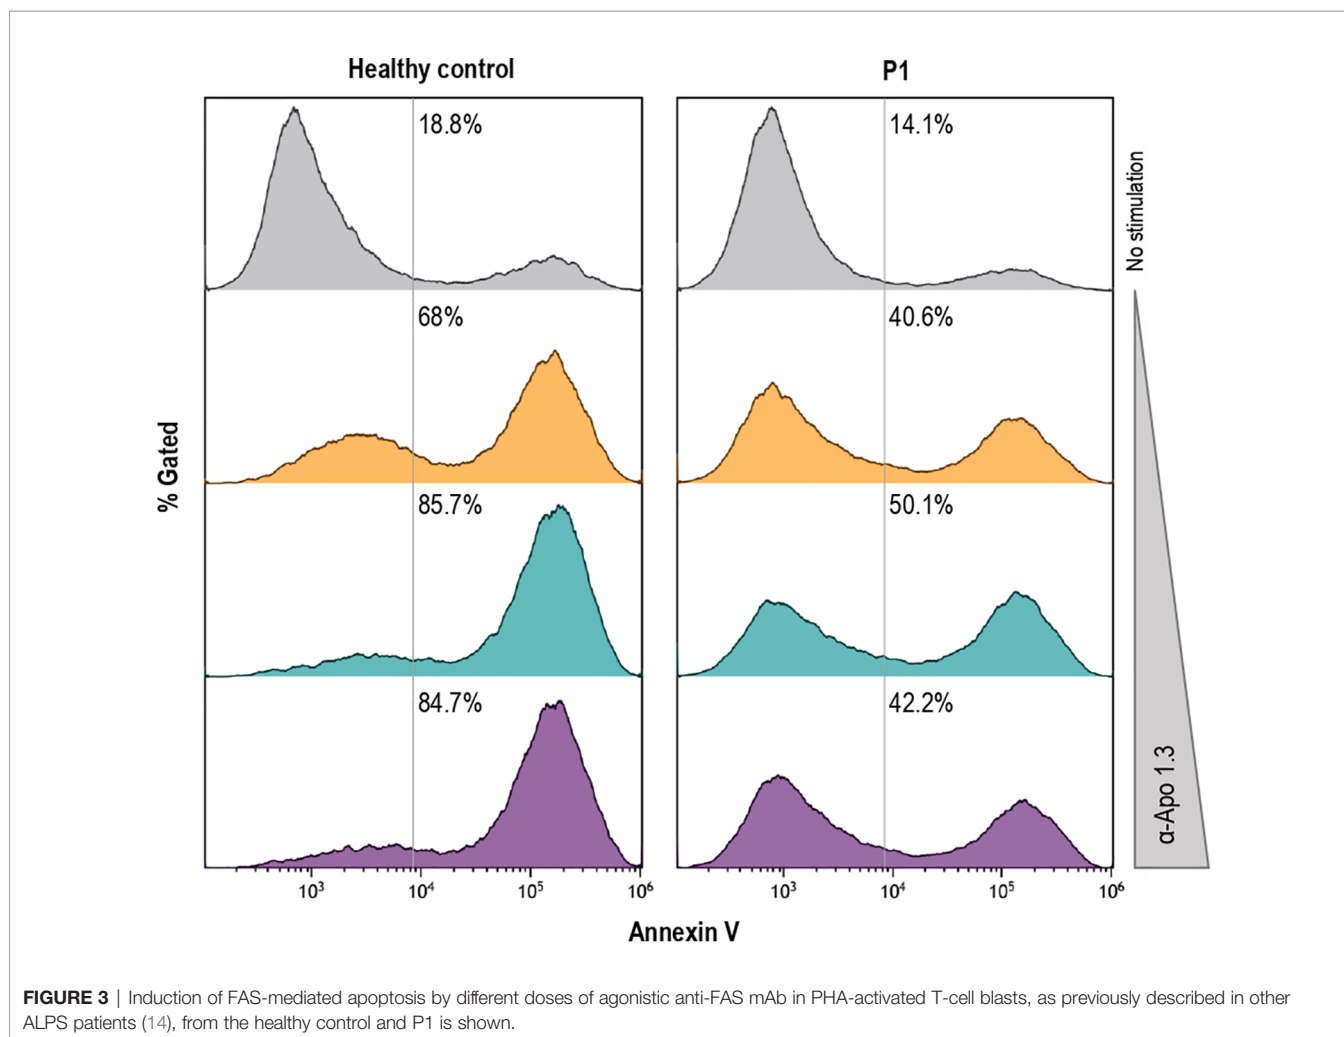 Healthy control
P1
18.8%
14.1%
No stimulation
68%
40.6%
% Gated
85.7%
50.1%
84.7%
42.2%
α-Apo 1.3
10³ 10⁴ 10⁵ 10⁶
10³ 10⁴ 10⁵ 10⁶
Annexin V
FIGURE 3 | Induction of FAS-mediated apoptosis by different doses of agonistic anti-FAS mAb in PHA-activated T-cell blasts, as previously described in other
ALPS patients (14), from the healthy control and P1 is shown.